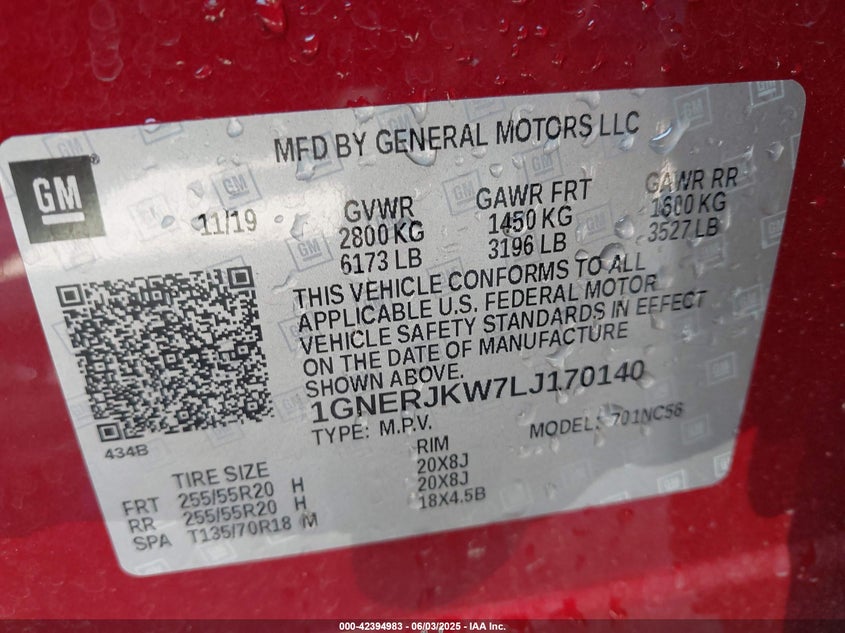 MFD BY GENERAL MOTORS LLC
GM
11/19
GVWR
2800 KG
6173 LB
GAWR FRT
1450 KG
3196 LB
GAWR RR
1600 KG
3527 LB
THIS VEHICLE CONFORMS TO ALL
APPLICABLE U.S. FEDERAL MOTOR
VEHICLE SAFETY STANDARDS IN EFFECT
ON THE DATE OF MANUFACTURE
SHOWN ABOVE.
1GNERJKW7LJ170140
TYPE: M.P.V. MODEL: 701NC56
434B
TIRE SIZE RIM
FRT 255/55R20 H 20X8J
RR 255/55R20 H 20X8J
SPA T135/70R18 M 18X4.5B
000-42394983 - 06/03/2025 - IAA Inc.